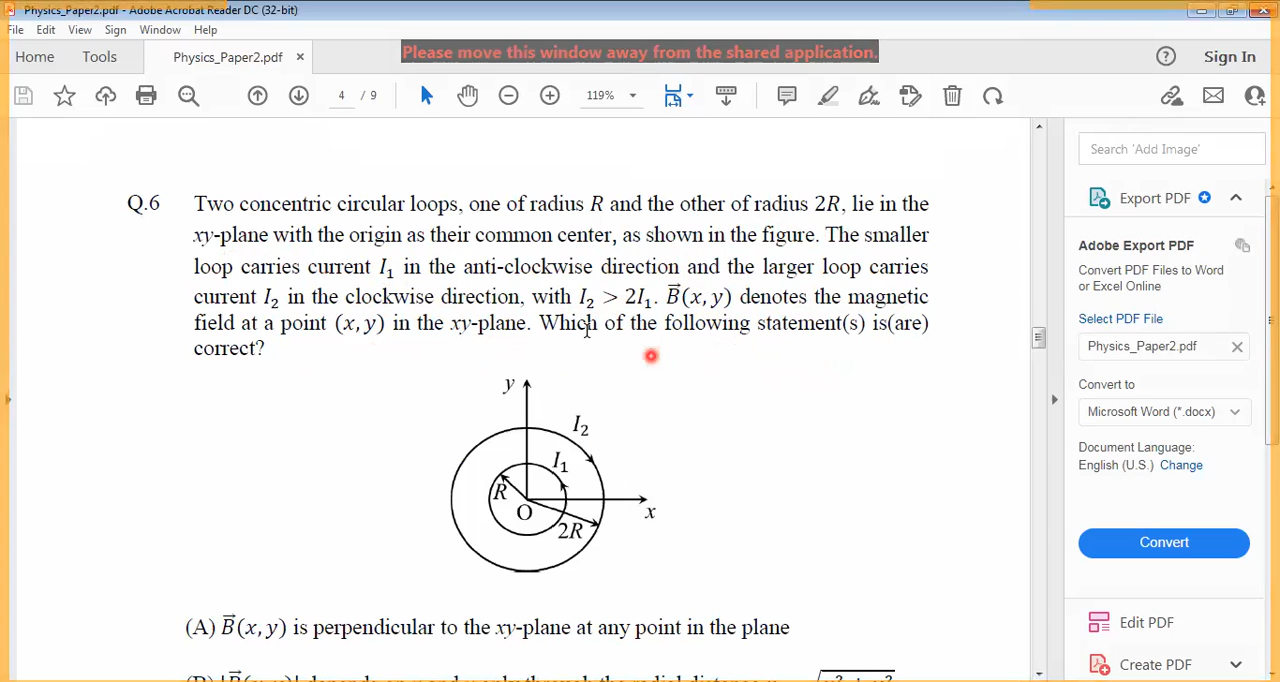 Physics_Paper2.pdf - Adobe Acrobat Reader DC (32-bit)
File Edit View Sign Window Help
Home Tools Physics_Paper2.pdf × Please move this window away from the shared application. Sign In
4 / 9 119%
Q.6 Two concentric circular loops, one of radius R and the other of radius 2R, lie in the
xy-plane with the origin as their common center, as shown in the figure. The smaller
loop carries current I₁ in the anti-clockwise direction and the larger loop carries
current I₂ in the clockwise direction, with I₂ > 2I₁. B⃗(x, y) denotes the magnetic
field at a point (x, y) in the xy-plane. Which of the following statement(s) is(are)
correct?
y
I₂
I₁
R
O
x
2R
(A) B⃗(x, y) is perpendicular to the xy-plane at any point in the plane
Search 'Add Image'
Export PDF
Adobe Export PDF
Convert PDF Files to Word
or Excel Online
Select PDF File
Physics_Paper2.pdf ×
Convert to
Microsoft Word (*.docx)
Document Language:
English (U.S.) Change
Convert
Edit PDF
Create PDF